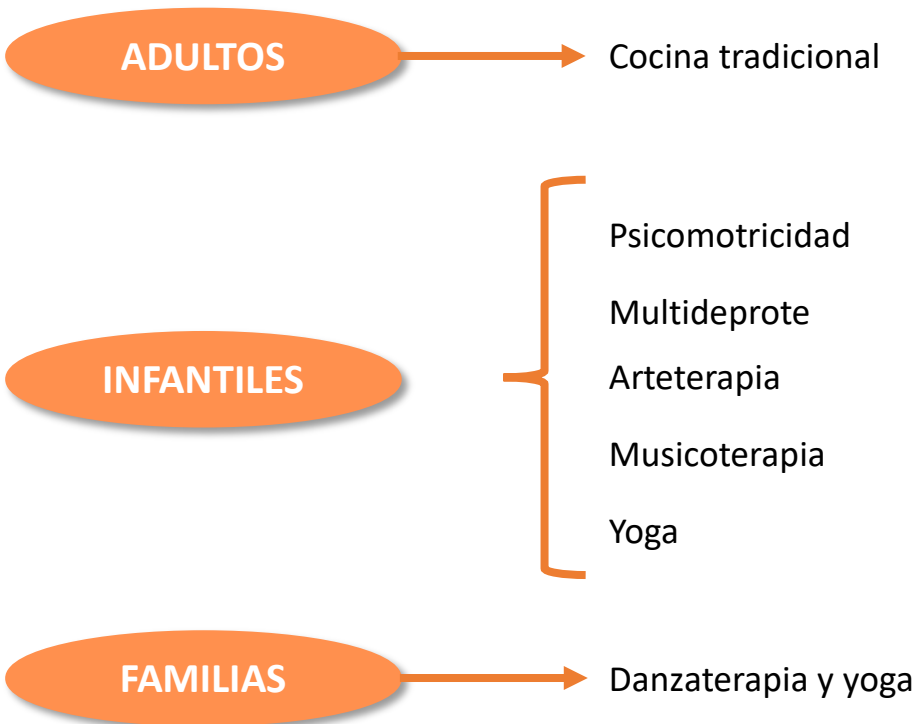 ADULTOS
Cocina tradicional
INFANTILES
Psicomotricidad
Multideprote
Arteterapia
Musicoterapia
Yoga
FAMILIAS
Danzaterapia y yoga